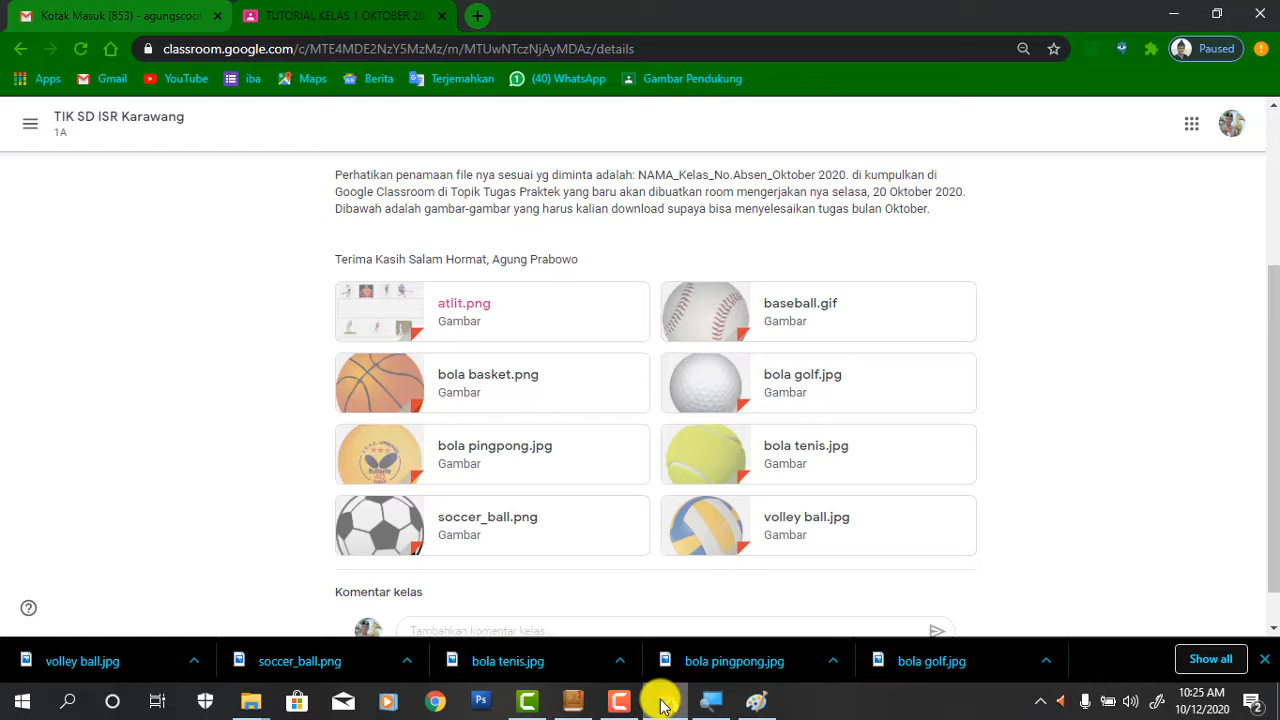 Kotak Masuk (853) - agungscoo
TUTORIAL KELAS 1 OKTOBER 20
classroom.google.com/c/MTE4MDE2NzY5MzMz/m/MTUwNTczNjAyMDAz/details
Paused
Apps
Gmail
YouTube
iba
Maps
Berita
Terjemahkan
(40) WhatsApp
Gambar Pendukung
TIK SD ISR Karawang
1A
Perhatikan penamaan file nya sesuai yg diminta adalah: NAMA_Kelas_No.Absen_Oktober 2020. di kumpulkan di
Google Classroom di Topik Tugas Praktek yang baru akan dibuatkan room mengerjakan nya selasa, 20 Oktober 2020.
Dibawah adalah gambar-gambar yang harus kalian download supaya bisa menyelesaikan tugas bulan Oktober.
Terima Kasih Salam Hormat, Agung Prabowo
atlit.png
Gambar
baseball.gif
Gambar
bola basket.png
Gambar
bola golf.jpg
Gambar
bola pingpong.jpg
Gambar
bola tenis.jpg
Gambar
soccer_ball.png
Gambar
volley ball.jpg
Gambar
Komentar kelas
Tambahkan komentar kelas...
volley ball.jpg
soccer_ball.png
bola tenis.jpg
bola pingpong.jpg
bola golf.jpg
Show all
Ps
10:25 AM
10/12/2020
2